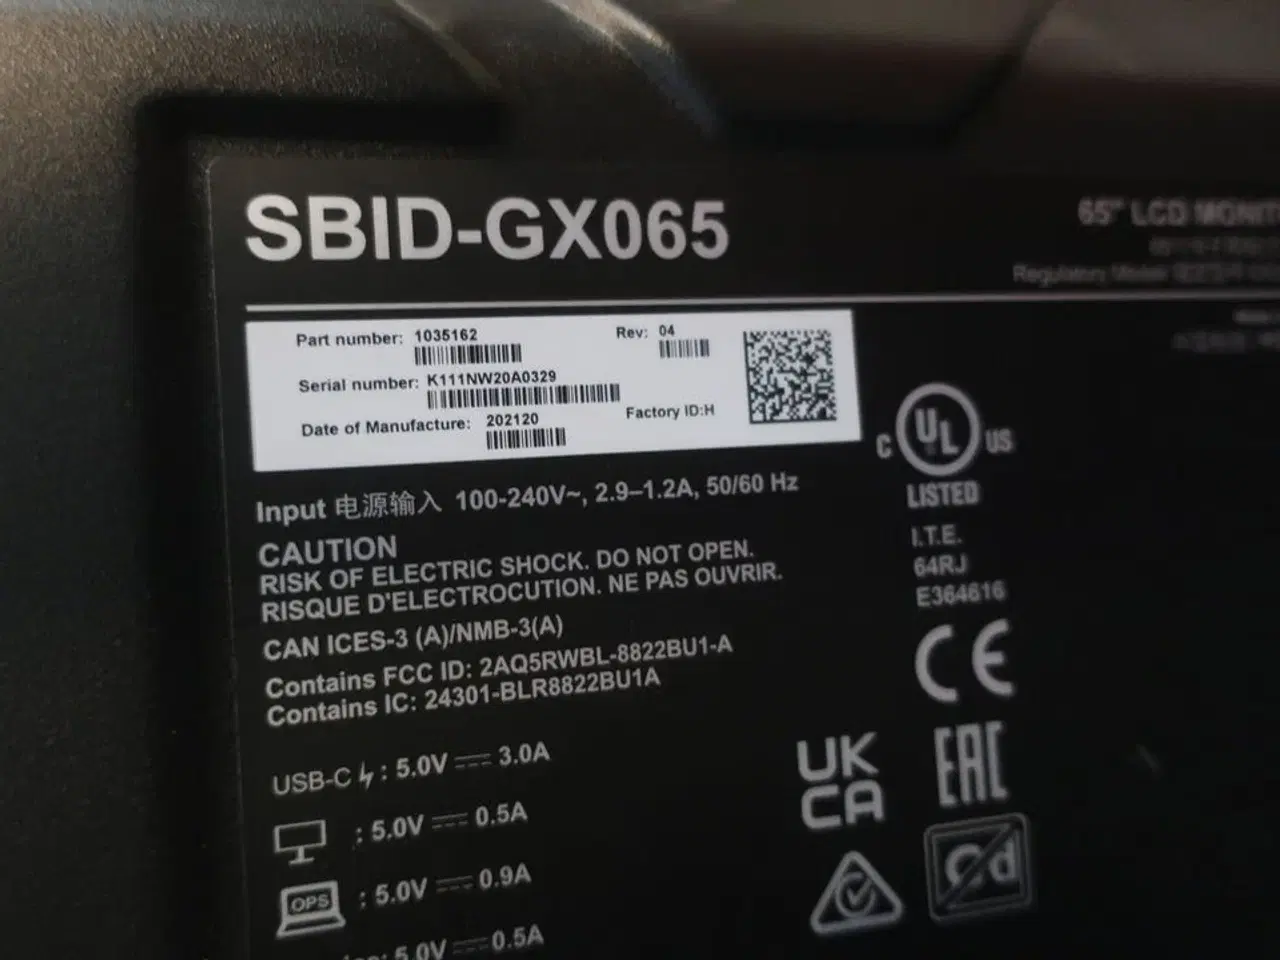 SBID-GX065
65" LCD MONIT
Regulatory Model
Part number: 1035162
Rev: 04
Serial number: K111NW20A0329
Date of Manufacture: 202120
Factory ID:H
Input 电源输入 100-240V~, 2.9–1.2A, 50/60 Hz
CAUTION
RISK OF ELECTRIC SHOCK. DO NOT OPEN.
RISQUE D'ELECTROCUTION. NE PAS OUVRIR.
CAN ICES-3 (A)/NMB-3(A)
Contains FCC ID: 2AQ5RWBL-8822BU1-A
Contains IC: 24301-BLR8822BU1A
USB-C : 5.0V 3.0A
: 5.0V 0.5A
OPS : 5.0V 0.9A
5.0V 0.5A
C UL US
LISTED
I.T.E.
64RJ
E364616
CE
UK
CA
EAC
Cd